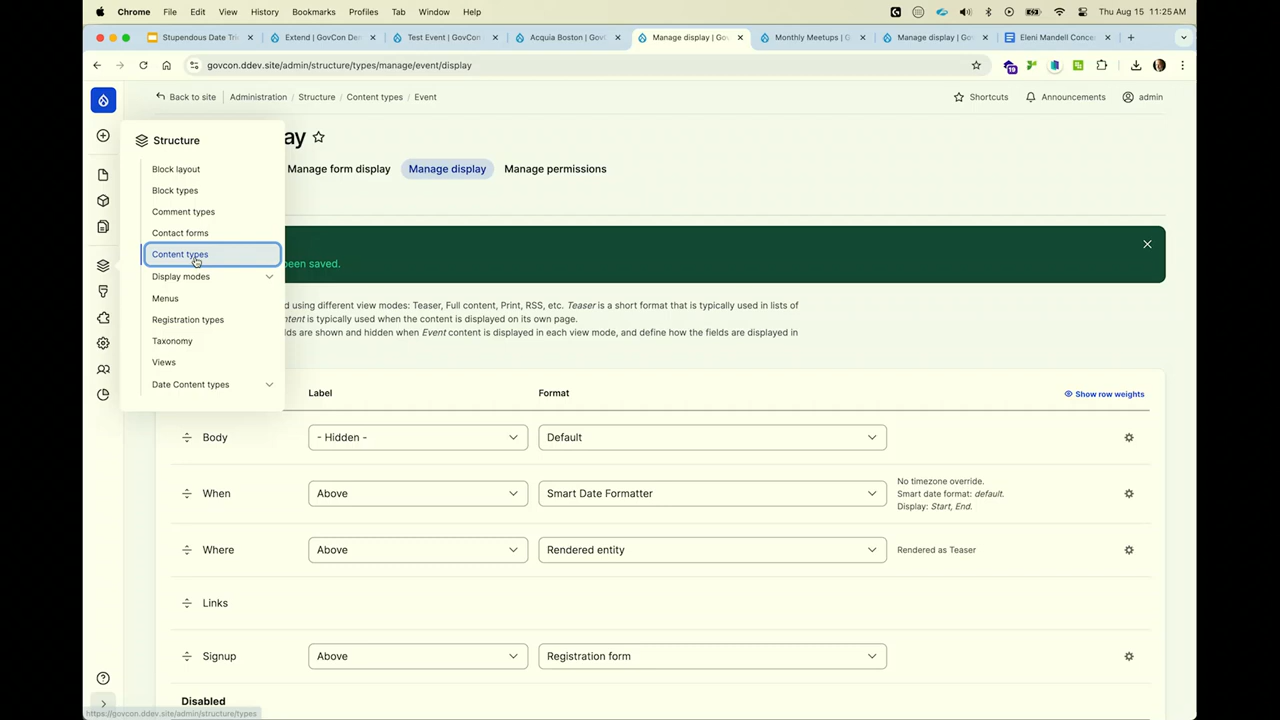 Chrome File Edit View History Bookmarks Profiles Tab Window Help Thu Aug 15 11:25 AM
Stupendous Date Tri Extend | GovCon De Test Event | GovCon Acquia Boston | Gov Manage display | Go Monthly Meetups | G Manage display | Go Eleni Mandell Conce
govcon.ddev.site/admin/structure/types/manage/event/display
19
Back to site Administration Structure Content types Event Shortcuts Announcements admin
ay
Structure
Manage form display Manage display Manage permissions
Block layout
Block types
Comment types
Contact forms
Content types
been saved.
Display modes
Menus
d using different view modes: Teaser, Full content, Print, RSS, etc. Teaser is a short format that is typically used in lists of
ontent is typically used when the content is displayed on its own page.
Registration types
lds are shown and hidden when Event content is displayed in each view mode, and define how the fields are displayed in
Taxonomy
Views
Date Content types
Label Format Show row weights
Body - Hidden - Default
When Above Smart Date Formatter
No timezone override.
Smart date format: default.
Display: Start, End.
Where Above Rendered entity Rendered as Teaser
Links
Signup Above Registration form
Disabled
https://govcon.ddev.site/admin/structure/types